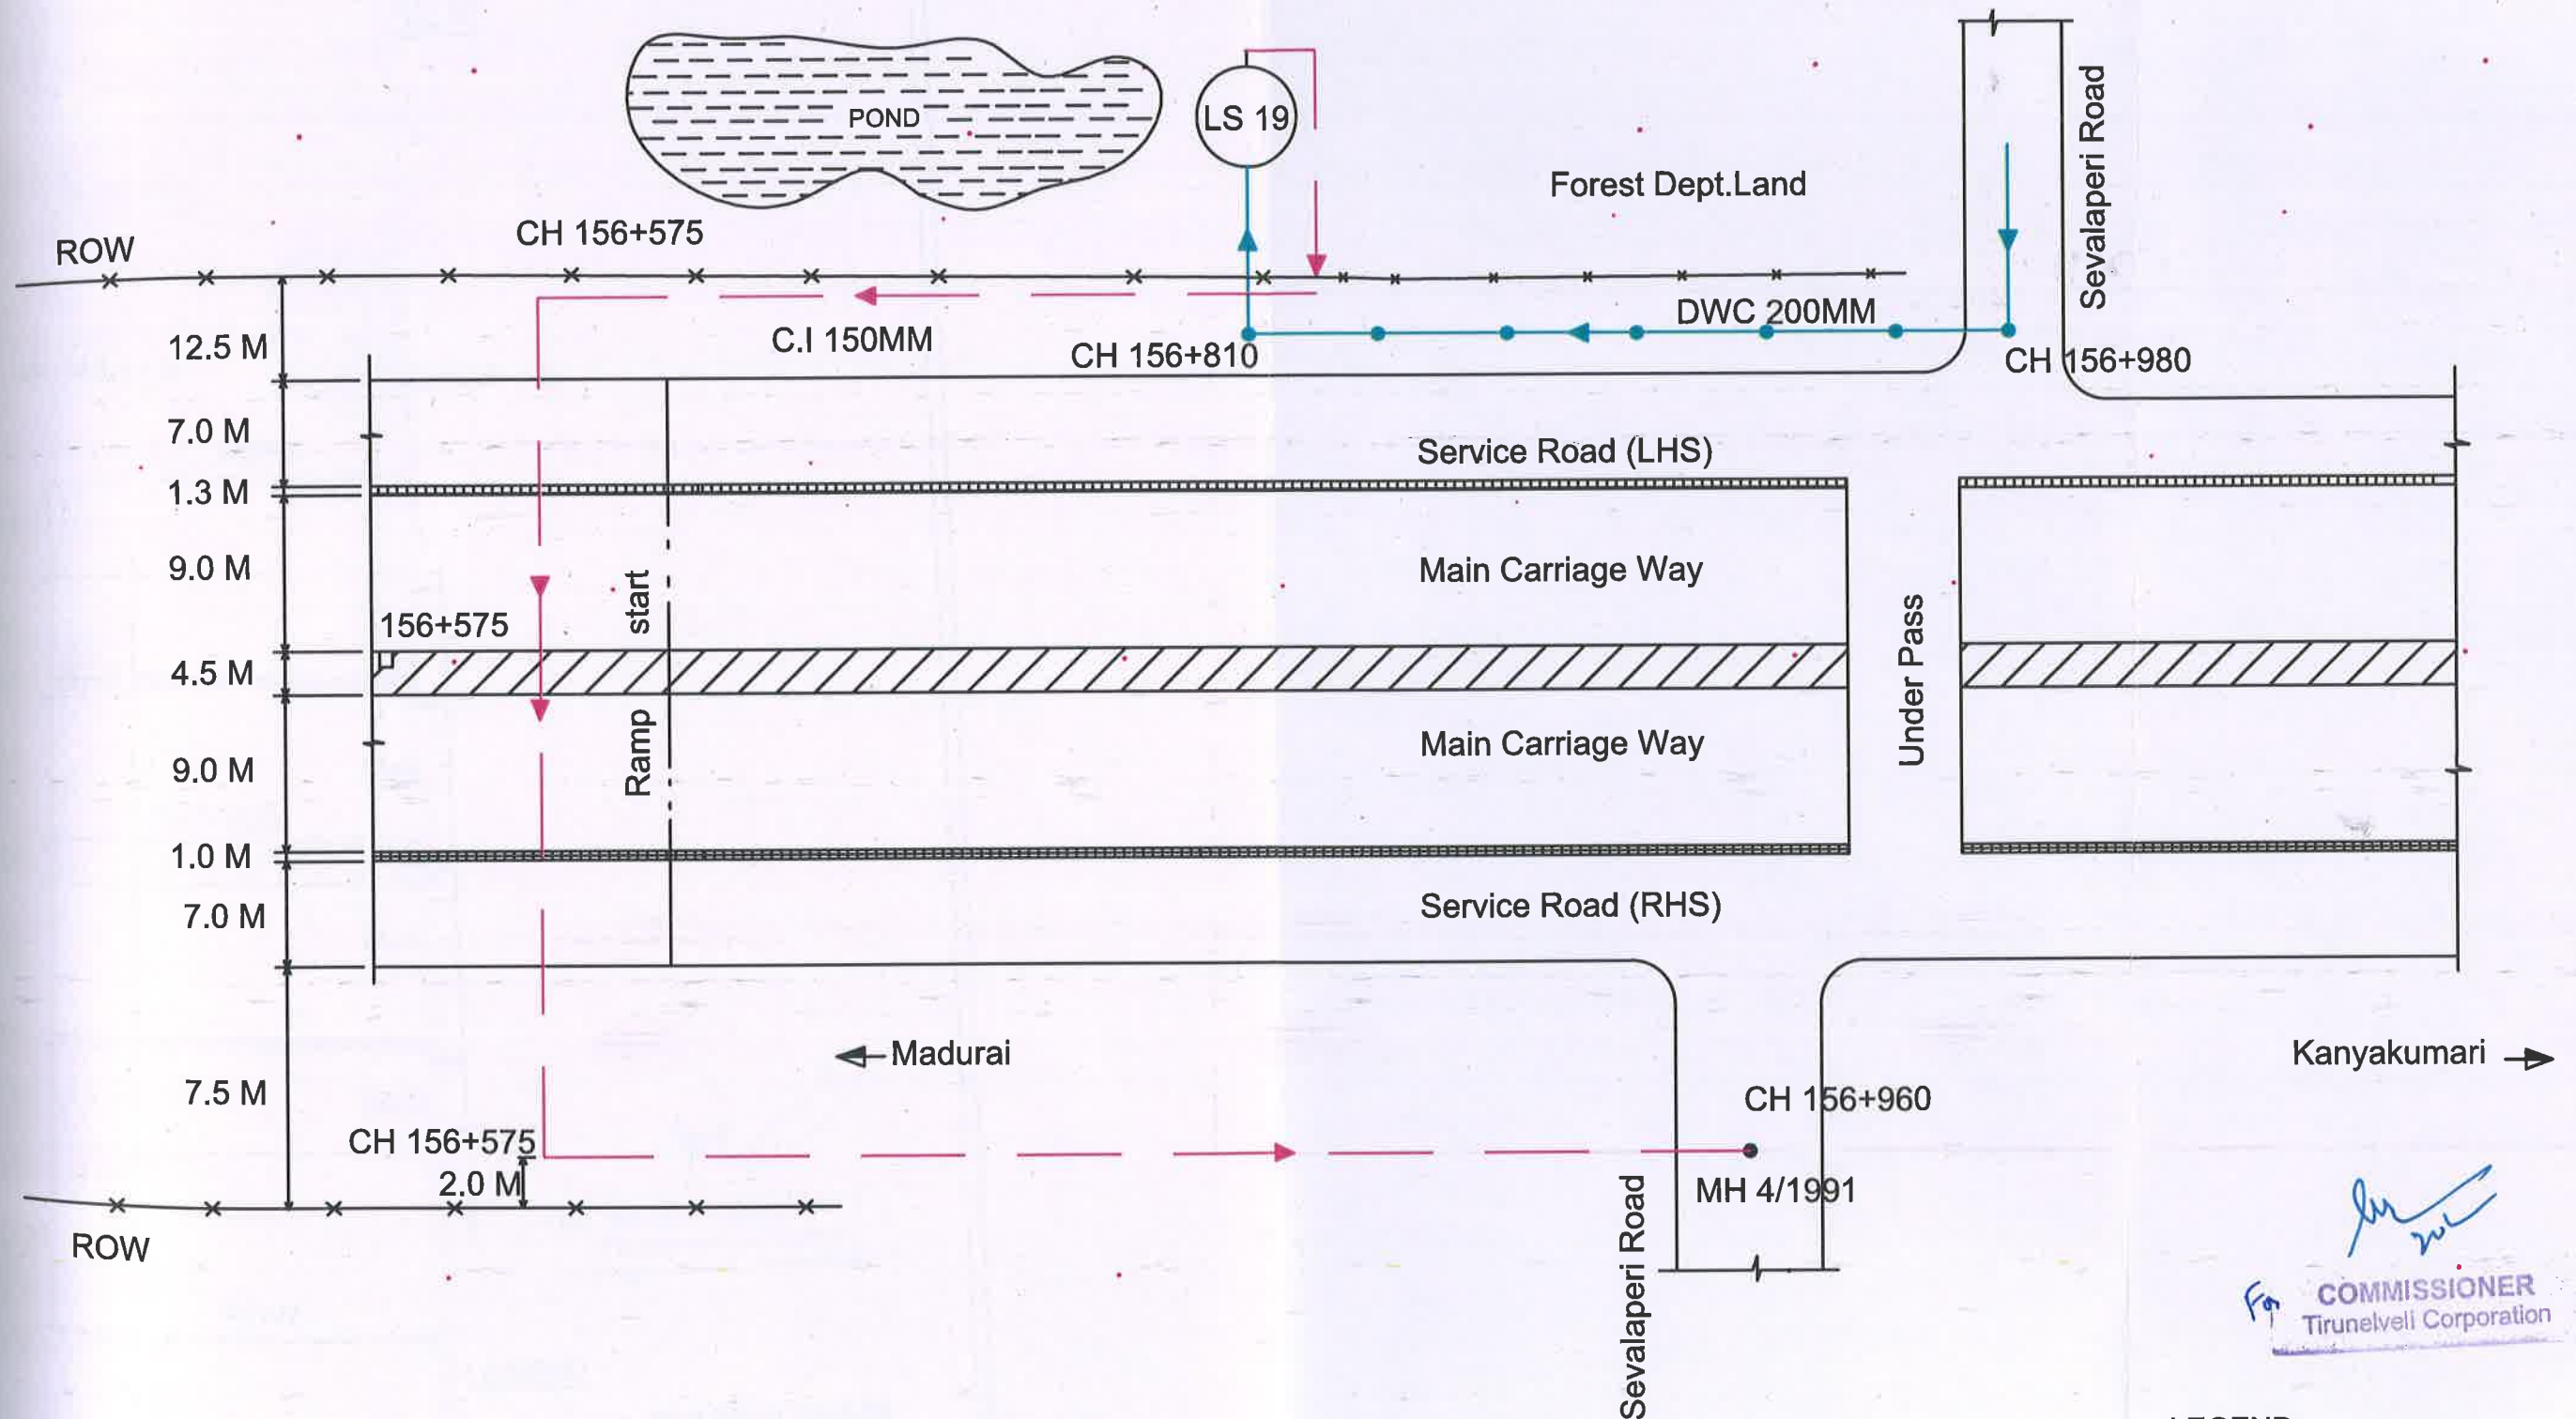 POND
LS 19
Forest Dept.Land
Sevalaperi Road
CH 156+575
ROW
DWC 200MM
12.5 M
C.I 150MM
CH 156+810
CH 156+980
7.0 M
Service Road (LHS)
1.3 M
9.0 M
Main Carriage Way
156+575
Ramp start
Under Pass
4.5 M
Main Carriage Way
9.0 M
1.0 M
7.0 M
Service Road (RHS)
Madurai
Kanyakumari
7.5 M
CH 156+960
CH 156+575
2.0 M
MH 4/1991
Sevalaperi Road
ROW
For COMMISSIONER
Tirunelveli Corporation